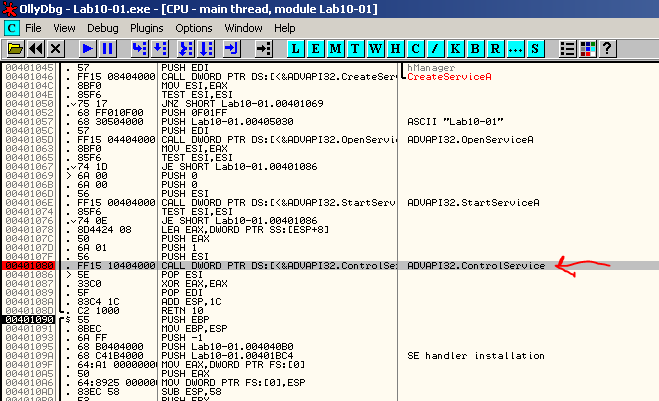 OllyDbg - Lab10-01.exe - [CPU - main thread, module Lab10-01]
C File View Debug Plugins Options Window Help
L E M T W H C / K B R ... S ?
00401045 . 57 PUSH EDI hManager
00401046 . FF15 08404000 CALL DWORD PTR DS:[<&ADVAPI32.CreateServ CreateServiceA
0040104C . 8BF0 MOV ESI,EAX
0040104E . 85F6 TEST ESI,ESI
00401050 . 75 17 JNZ SHORT Lab10-01.00401069
00401052 . 68 FF010F00 PUSH 0F01FF
00401057 . 68 30504000 PUSH Lab10-01.00405030 ASCII "Lab10-01"
0040105C . 57 PUSH EDI
0040105D . FF15 04404000 CALL DWORD PTR DS:[<&ADVAPI32.OpenServic ADVAPI32.OpenServiceA
00401063 . 8BF0 MOV ESI,EAX
00401065 . 85F6 TEST ESI,ESI
00401067 . 74 1D JE SHORT Lab10-01.00401086
00401069 > 6A 00 PUSH 0
0040106B . 6A 00 PUSH 0
0040106D . 56 PUSH ESI
0040106E . FF15 00404000 CALL DWORD PTR DS:[<&ADVAPI32.StartServi ADVAPI32.StartServiceA
00401074 . 85F6 TEST ESI,ESI
00401076 . 74 0E JE SHORT Lab10-01.00401086
00401078 . 8D4424 08 LEA EAX,DWORD PTR SS:[ESP+8]
0040107C . 50 PUSH EAX
0040107D . 6A 01 PUSH 1
0040107F . 56 PUSH ESI
00401080 . FF15 10404000 CALL DWORD PTR DS:[<&ADVAPI32.ControlSe ADVAPI32.ControlService
00401086 > 5E POP ESI
00401087 . 33C0 XOR EAX,EAX
00401089 . 5F POP EDI
0040108A . 83C4 1C ADD ESP,1C
0040108D . C2 1000 RETN 10
00401090 $ 55 PUSH EBP
00401091 . 8BEC MOV EBP,ESP
00401093 . 6A FF PUSH -1
00401095 . 68 B0404000 PUSH Lab10-01.004040B0
0040109A . 68 C41B4000 PUSH Lab10-01.00401BC4 SE handler installation
0040109F . 64:A1 0000000 MOV EAX,DWORD PTR FS:[0]
004010A5 . 50 PUSH EAX
004010A6 . 64:8925 00000 MOV DWORD PTR FS:[0],ESP
004010AD . 83EC 58 SUB ESP,58